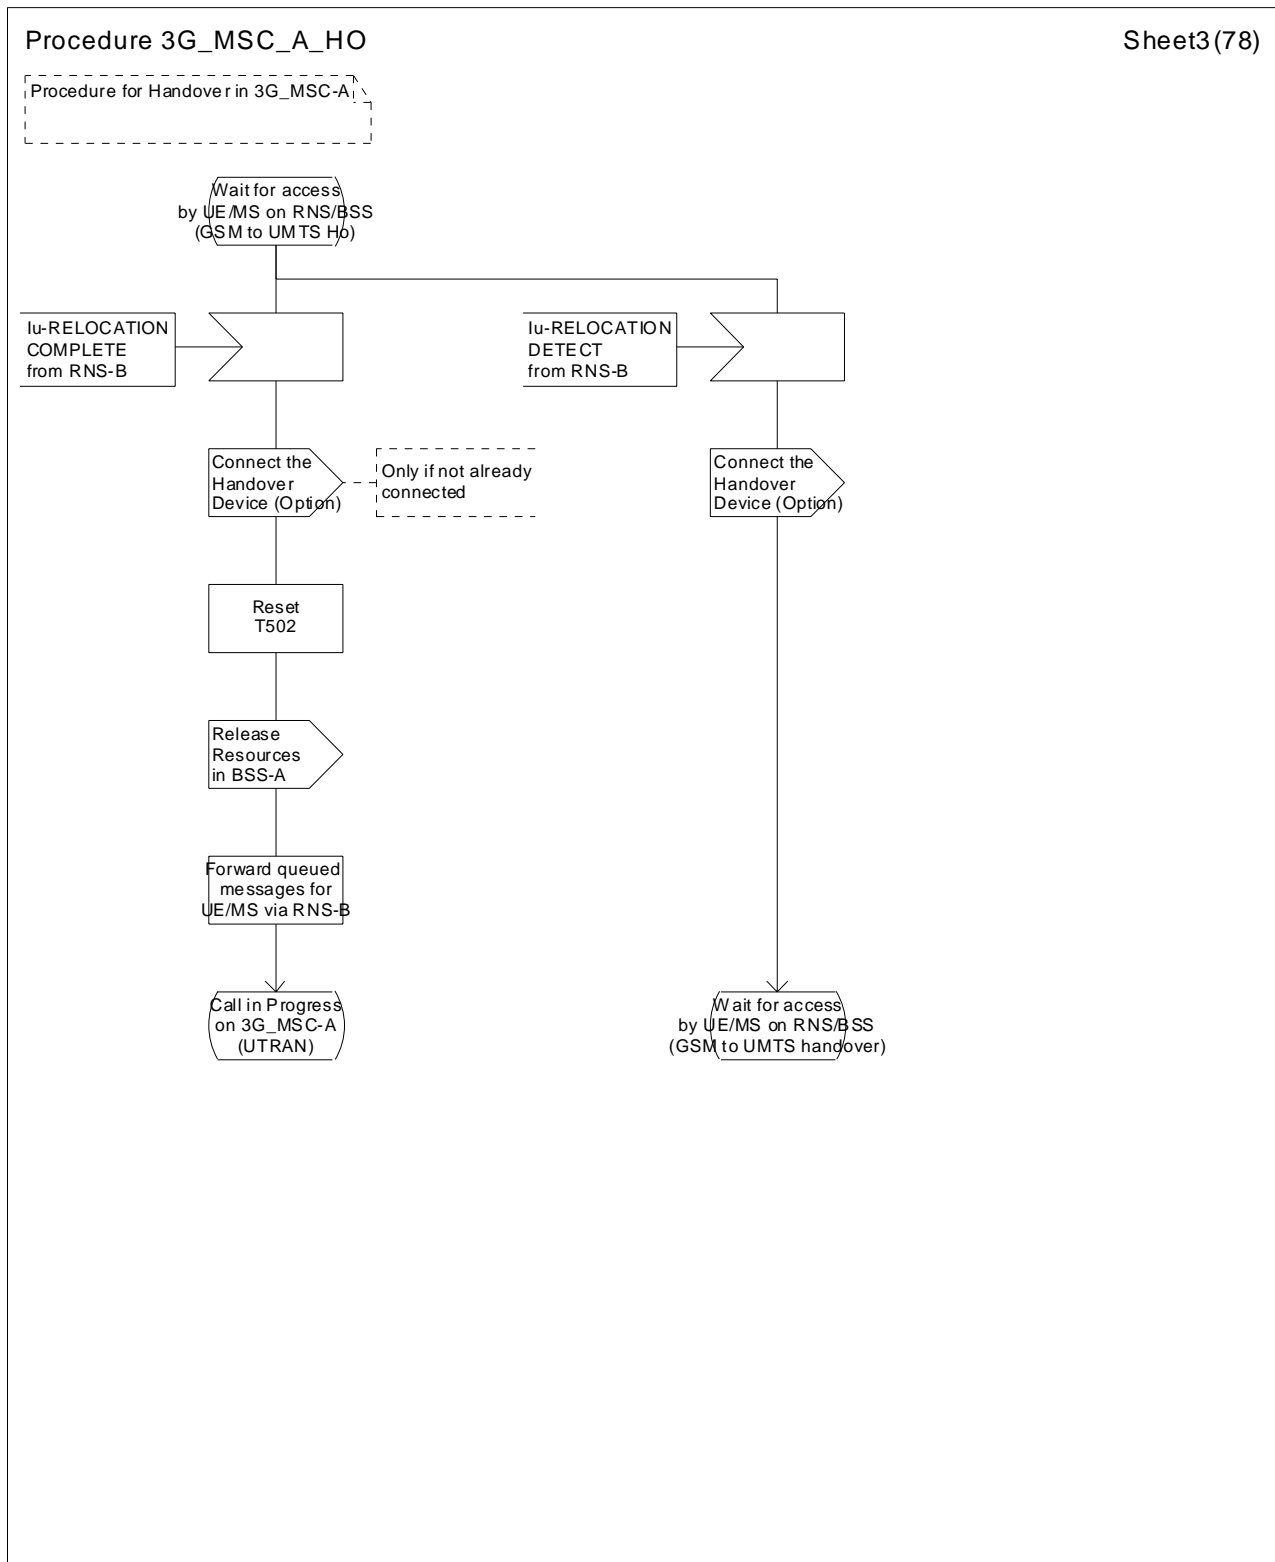 Procedure 3G_MSC_A_HO
Sheet3(78)
Procedure for Handover in 3G_MSC-A
Wait for access
by UE/MS on RNS/BSS
(GSM to UMTS Ho)
Iu-RELOCATION
COMPLETE
from RNS-B
Iu-RELOCATION
DETECT
from RNS-B
Connect the
Handover
Device (Option)
Only if not already
connected
Connect the
Handover
Device (Option)
Reset
T502
Release
Resources
in BSS-A
Forward queued
messages for
UE/MS via RNS-B
Call in Progress
on 3G_MSC-A
(UTRAN)
Wait for access
by UE/MS on RNS/BSS
(GSM to UMTS handover)